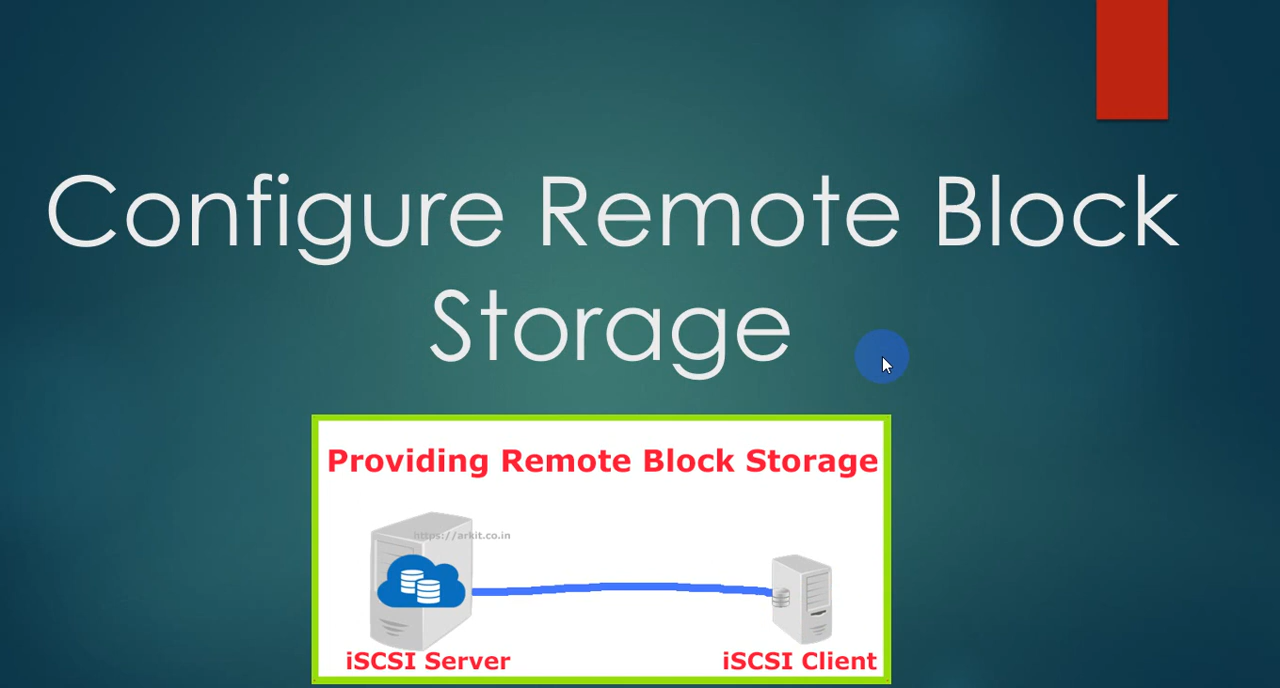 Configure Remote Block
Storage
Providing Remote Block Storage
https://arkit.co.in
iSCSI Server
iSCSI Client